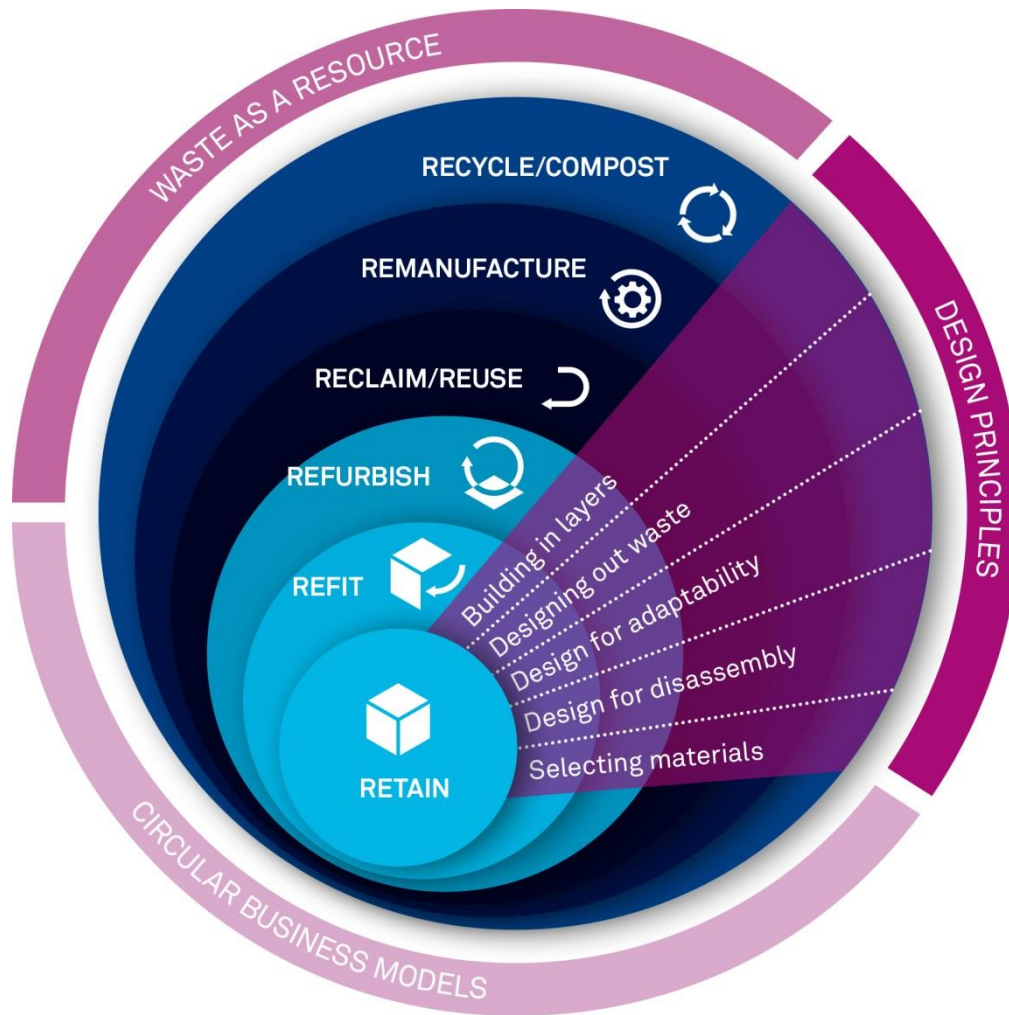 WASTE AS A RESOURCE
RECYCLE/COMPOST
REMANUFACTURE
RECLAIM/REUSE
REFURBISH
REFIT
RETAIN
Building in layers
Designing out waste
Design for adaptability
Design for disassembly
Selecting materials
DESIGN PRINCIPLES
CIRCULAR BUSINESS MODELS